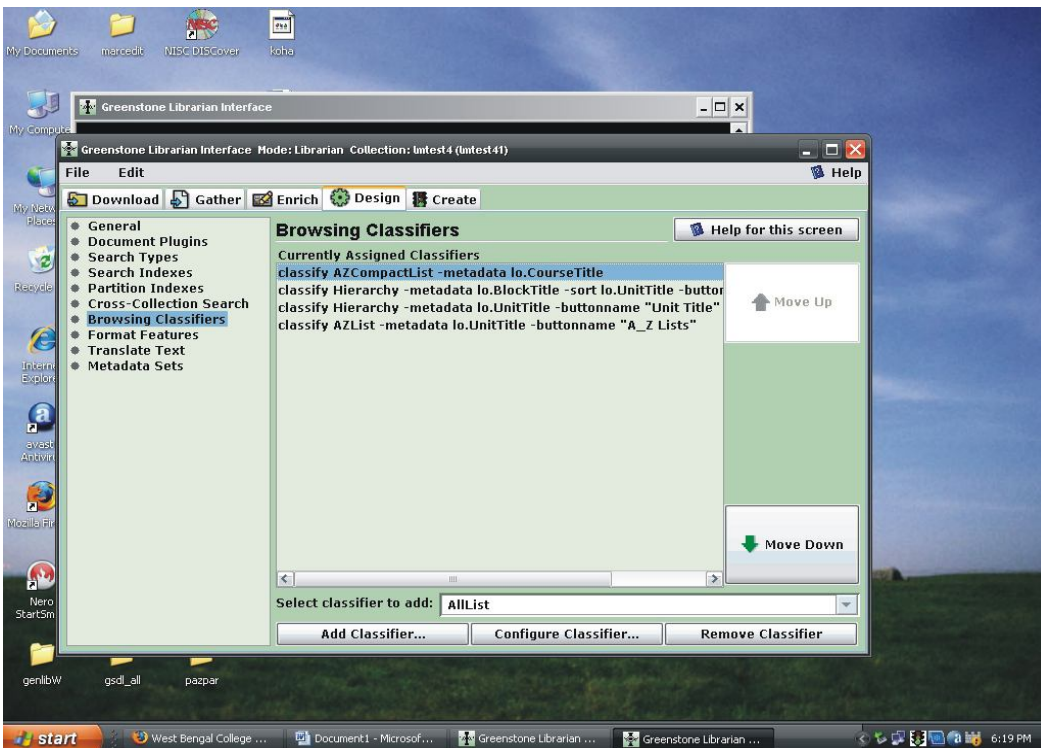 My Documents
marcedit
NISC DISCover
koha
My Compute
Greenstone Librarian Interface
Greenstone Librarian Interface Mode: Librarian Collection: lmtest4 (lmtest41)
File Edit
Help
Download Gather Enrich Design Create
My Netw
Places
Recycle
Interne
Explore
avast
Antivir
Mozilla Fir
Nero
StartSm
General
Document Plugins
Search Types
Search Indexes
Partition Indexes
Cross-Collection Search
Browsing Classifiers
Format Features
Translate Text
Metadata Sets
Browsing Classifiers
Help for this screen
Currently Assigned Classifiers
classify AZCompactList -metadata lo.CourseTitle
classify Hierarchy -metadata lo.BlockTitle -sort lo.UnitTitle -button
classify Hierarchy -metadata lo.UnitTitle -buttonname "Unit Title"
classify AZList -metadata lo.UnitTitle -buttonname "A_Z Lists"
Move Up
Move Down
Select classifier to add: AllList
Add Classifier... Configure Classifier... Remove Classifier
genlibW
gsdl_all
pazpar
start
West Bengal College ...
Document1 - Microsof...
Greenstone Librarian ...
Greenstone Librarian ...
6:19 PM